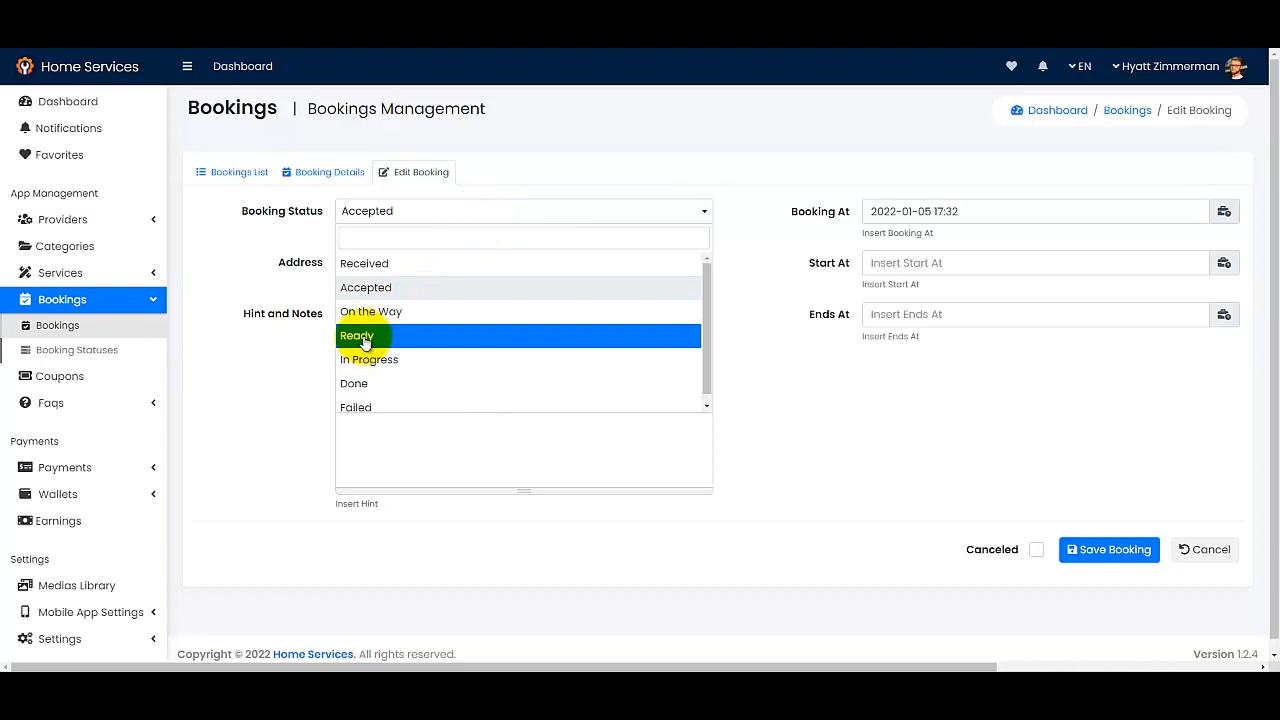 Home Services
Dashboard
EN
Hyatt Zimmerman
Dashboard
Notifications
Favorites
App Management
Providers
Categories
Services
Bookings
Bookings
Booking Statuses
Coupons
Faqs
Payments
Payments
Wallets
Earnings
Settings
Medias Library
Mobile App Settings
Settings
Bookings | Bookings Management
Dashboard / Bookings / Edit Booking
Bookings List
Booking Details
Edit Booking
Booking Status
Accepted
Received
Accepted
On the Way
Ready
In Progress
Done
Failed
Address
Hint and Notes
Insert Hint
Booking At
2022-01-05 17:32
Insert Booking At
Start At
Insert Start At
Insert Start At
Ends At
Insert Ends At
Insert Ends At
Canceled
Save Booking
Cancel
Copyright © 2022 Home Services. All rights reserved.
Version 1.2.4